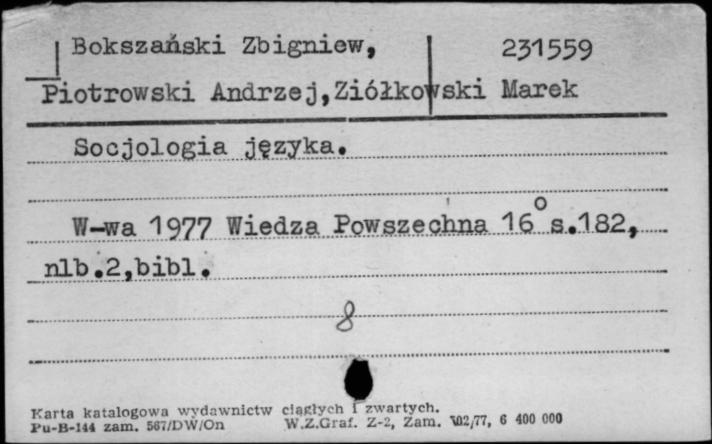 Bokszański Zbigniew, 231559
Piotrowski Andrzej,Ziółkowski Marek
Socjologia języka.
W-wa 1977 Wiedza Powszechna 16° s.182,
nlb.2,bibl.
8
Karta katalogowa wydawnictw ciągłych i zwartych.
Pu-B-144 zam. 567/DW/On W.Z.Graf. Z-2, Zam. 102/77, 6 400 000